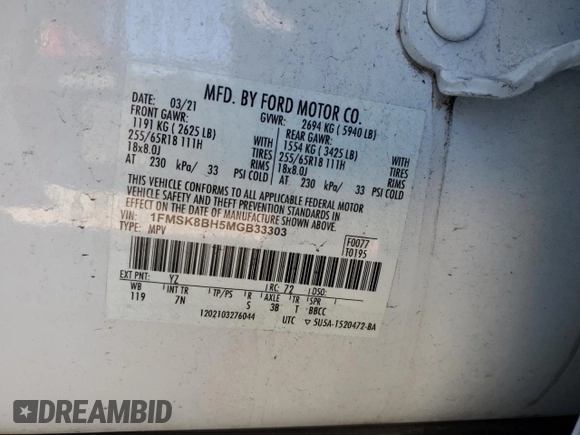 MFD. BY FORD MOTOR CO.
DATE: 03/21 GVWR: 2694 KG ( 5940 LB)
FRONT GAWR: REAR GAWR:
1191 KG ( 2625 LB) 1554 KG ( 3425 LB)
255/65R18 111H WITH TIRES 255/65R18 111H WITH TIRES
18x8.0J RIMS 18x8.0J RIMS
AT 230 kPa/ 33 PSI COLD AT 230 kPa/ 33 PSI COLD
THIS VEHICLE CONFORMS TO ALL APPLICABLE FEDERAL MOTOR
VEHICLE SAFETY AND THEFT PREVENTION STANDARDS IN
EFFECT ON THE DATE OF MANUFACTURE SHOWN ABOVE.
VIN: 1FMSK8BH5MGB33303 F0077
TYPE: MPV T0195
EXT PNT: YZ RC: 72 DSO:
WB INT TR TP/PS R AXLE TR SPR
119 7N S 3B T BBCC
1202103276044 UTC 5U5A-1520472-BA
DREAMBID